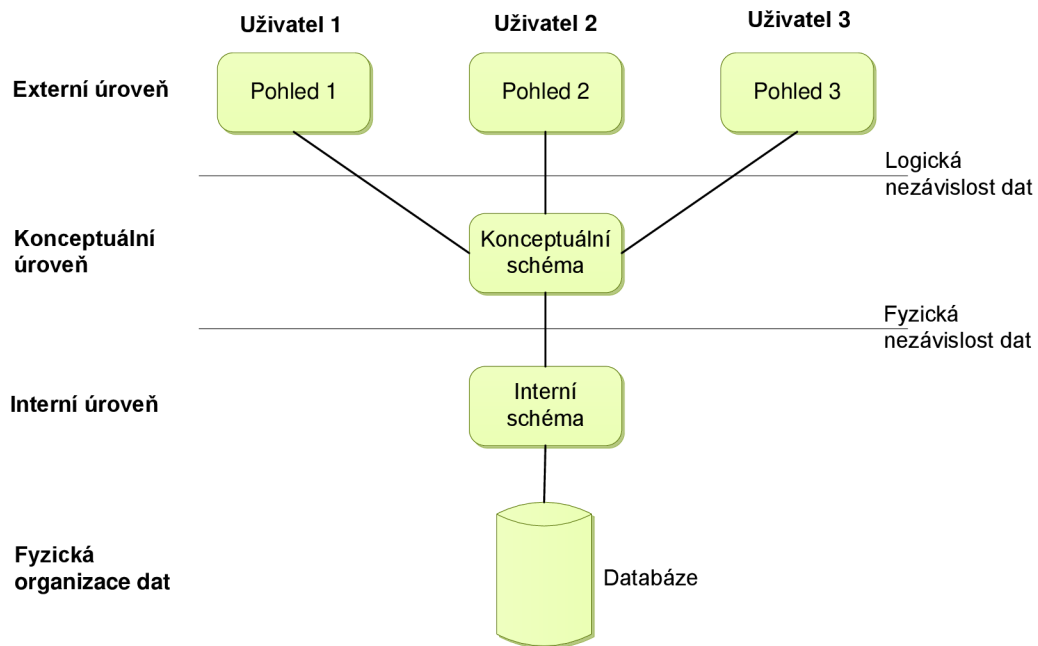 Uživatel 1
Uživatel 2
Uživatel 3
Externí úroveň
Pohled 1
Pohled 2
Pohled 3
Logická
nezávislost dat
Konceptuální
úroveň
Konceptuální
schéma
Fyzická
nezávislost dat
Interní úroveň
Interní
schéma
Fyzická
organizace dat
Databáze